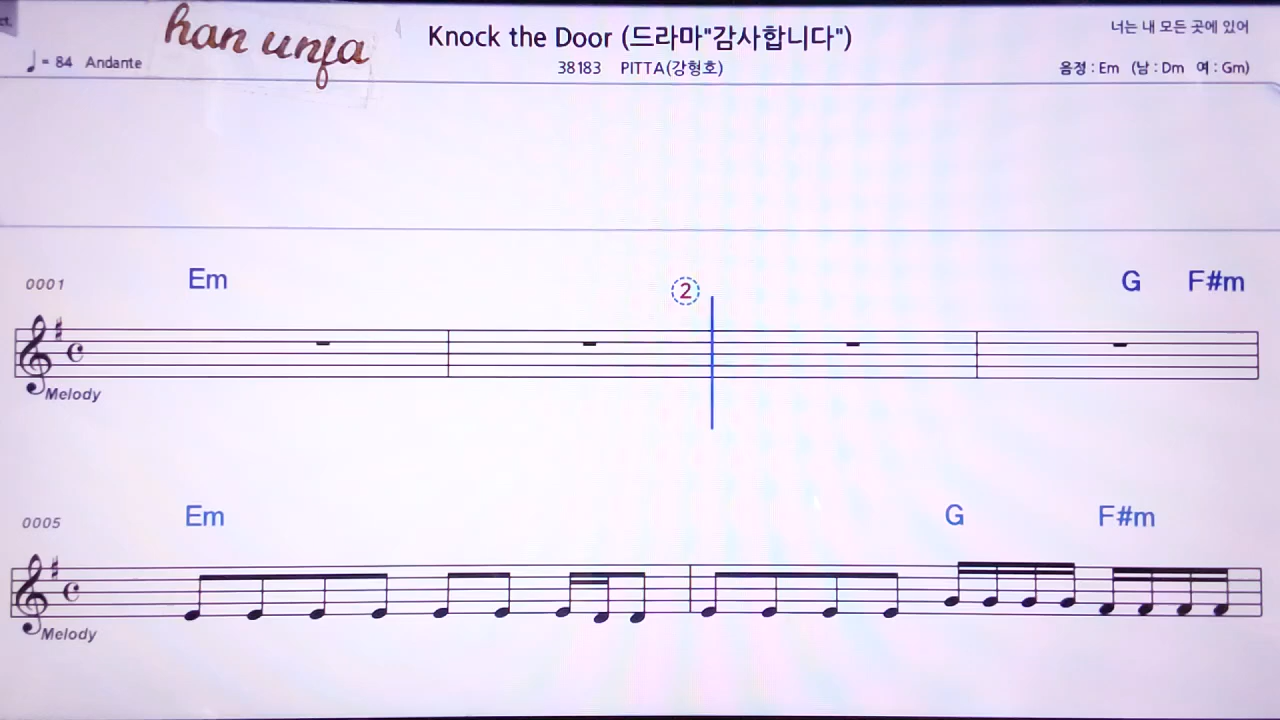 ct.
han unfa
Knock the Door (드라마"감사합니다")
너는 내 모든 곳에 있어
♩= 84 Andante
38183 PITTA(강형호)
음정 : Em (남 : Dm 여 : Gm)
0001 Em ② G F#m
Melody
0005 Em G F#m
Melody